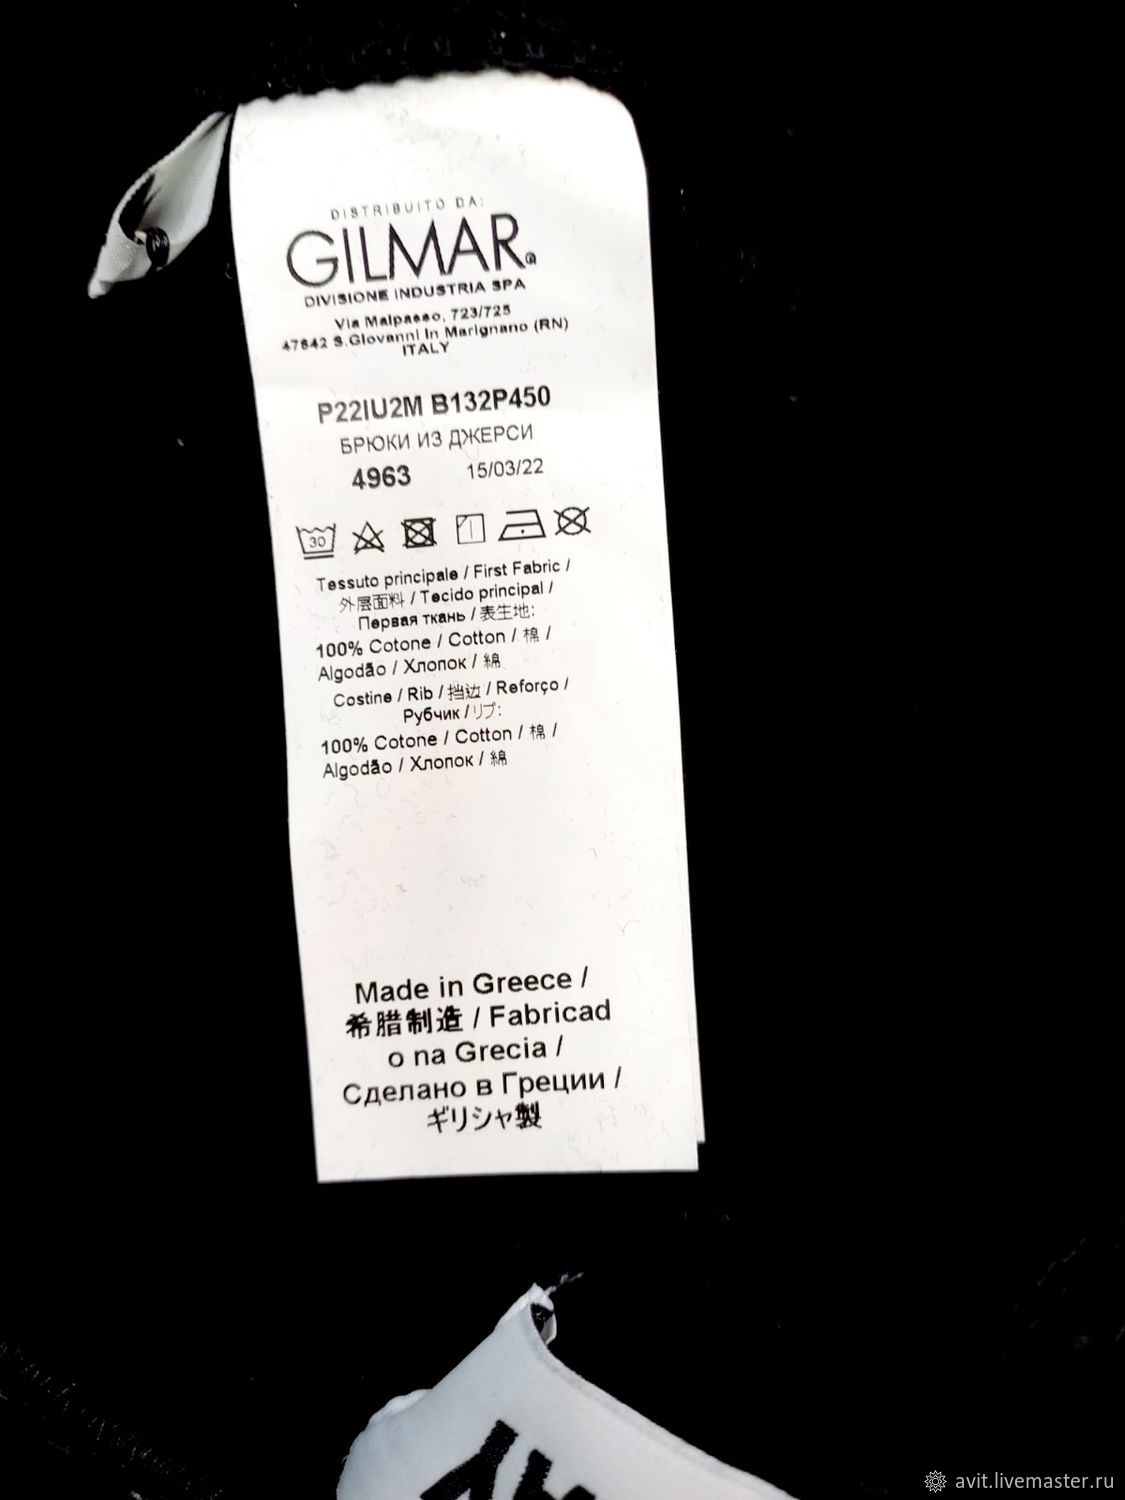 DISTRIBUITO DA:
GILMAR®
DIVISIONE INDUSTRIA SPA
Via Malpasso, 723/725
47842 S.Giovanni In Marignano (RN)
ITALY
P22IU2M B132P450
БРЮКИ ИЗ ДЖЕРСИ
4963 15/03/22
30
Tessuto principale / First Fabric /
外层面料 / Tecido principal /
Первая ткань / 表生地:
100% Cotone / Cotton / 棉 /
Algodão / Хлопок / 綿
Costine / Rib / 挡边 / Reforço /
Рубчик / リブ:
100% Cotone / Cotton / 棉 /
Algodão / Хлопок / 綿
Made in Greece /
希腊制造 / Fabricad
o na Grecia /
Сделано в Греции /
ギリシャ製
avit.livemaster.ru